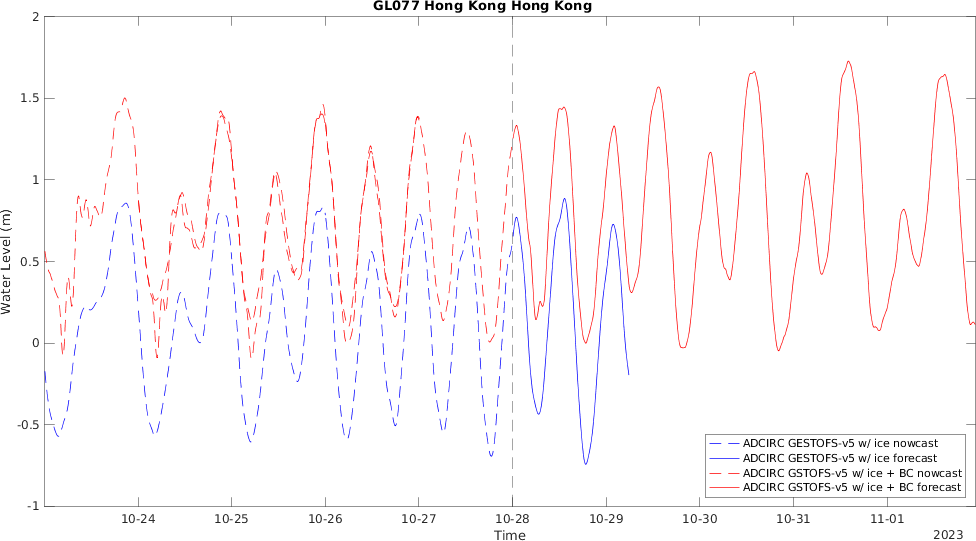 GL077 Hong Kong Hong Kong
2
1.5
1
0.5
0
-0.5
-1
Water Level (m)
ADCIRC GESTOFS-v5 w/ ice nowcast
ADCIRC GESTOFS-v5 w/ ice forecast
ADCIRC GSTOFS-v5 w/ ice + BC nowcast
ADCIRC GSTOFS-v5 w/ ice + BC forecast
10-24 10-25 10-26 10-27 10-28 10-29 10-30 10-31 11-01
Time
2023